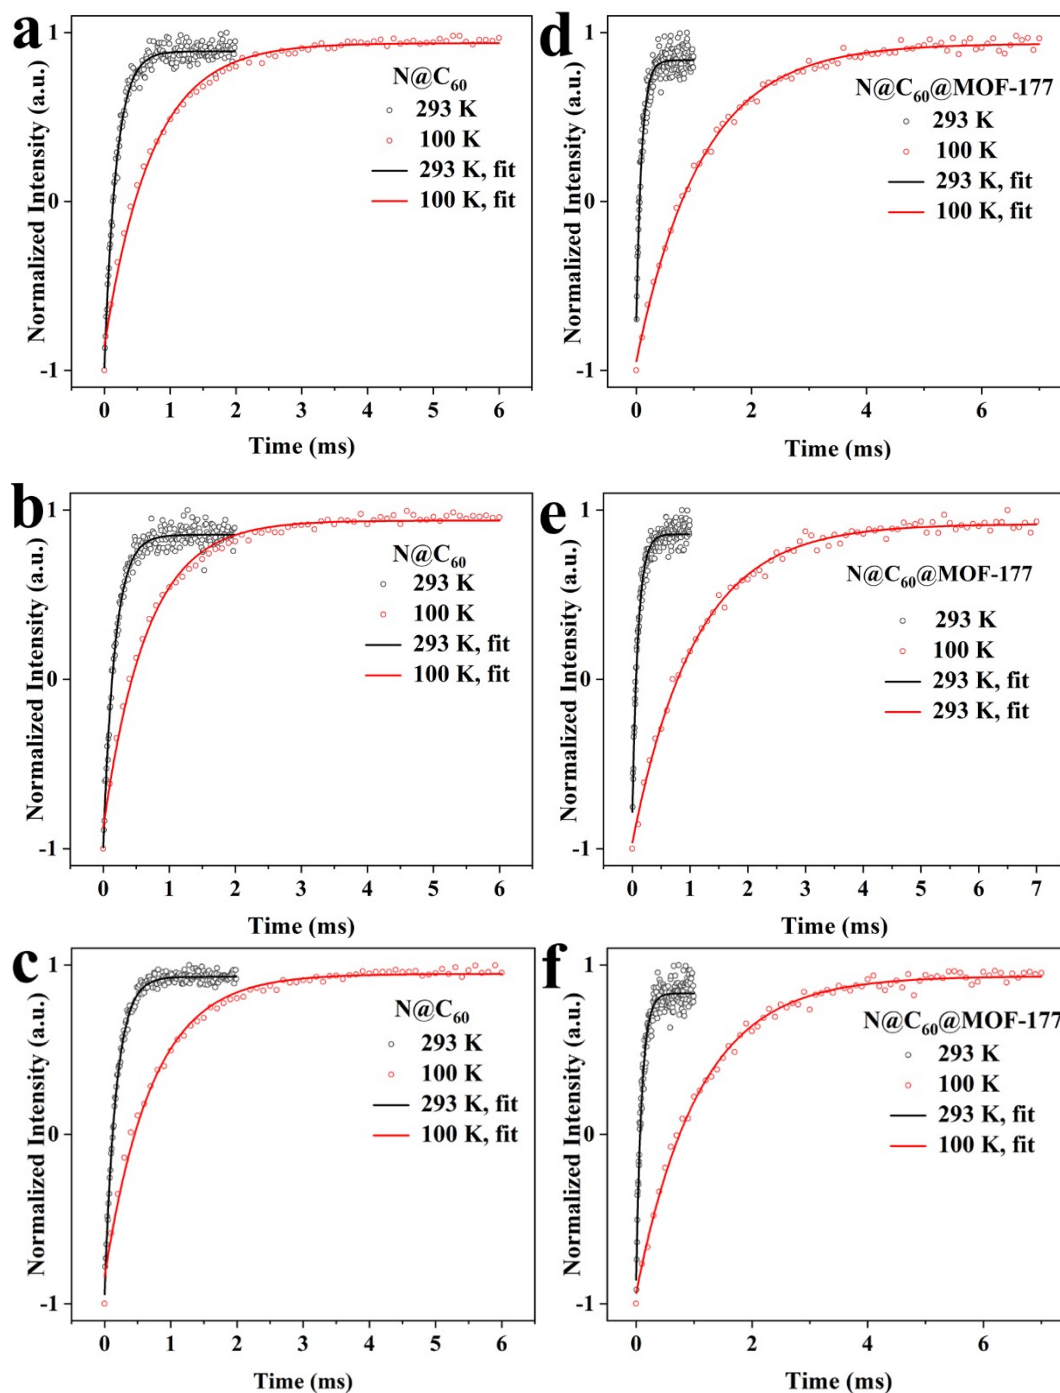 a
Normalized Intensity (a.u.)
1
0
-1
N@C60
293 K
100 K
293 K, fit
100 K, fit
0 1 2 3 4 5 6
Time (ms)
d
Normalized Intensity (a.u.)
1
0
-1
N@C60@MOF-177
293 K
100 K
293 K, fit
100 K, fit
0 2 4 6
Time (ms)
b
Normalized Intensity (a.u.)
1
0
-1
N@C60
293 K
100 K
293 K, fit
100 K, fit
0 1 2 3 4 5 6
Time (ms)
e
Normalized Intensity (a.u.)
1
0
-1
N@C60@MOF-177
293 K
100 K
293 K, fit
293 K, fit
0 1 2 3 4 5 6 7
Time (ms)
c
Normalized Intensity (a.u.)
1
0
-1
N@C60
293 K
100 K
293 K, fit
100 K, fit
0 1 2 3 4 5 6
Time (ms)
f
Normalized Intensity (a.u.)
1
0
-1
N@C60@MOF-177
293 K
100 K
293 K, fit
100 K, fit
0 2 4 6
Time (ms)